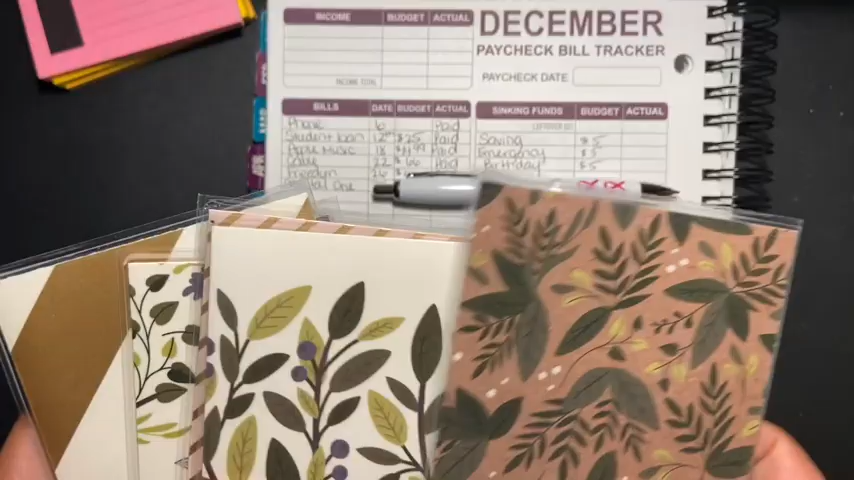 INCOME BUDGET ACTUAL
INCOME TOTAL
DECEMBER
PAYCHECK BILL TRACKER
PAYCHECK DATE
BILLS DATE BUDGET ACTUAL
Phone 6 Paid
Student loan 12 $25 Paid
Apple Music 18 Paid
22 $66 Paid
SINKING FUNDS BUDGET ACTUAL
Saving $5
Emergency $5
Birthday $5